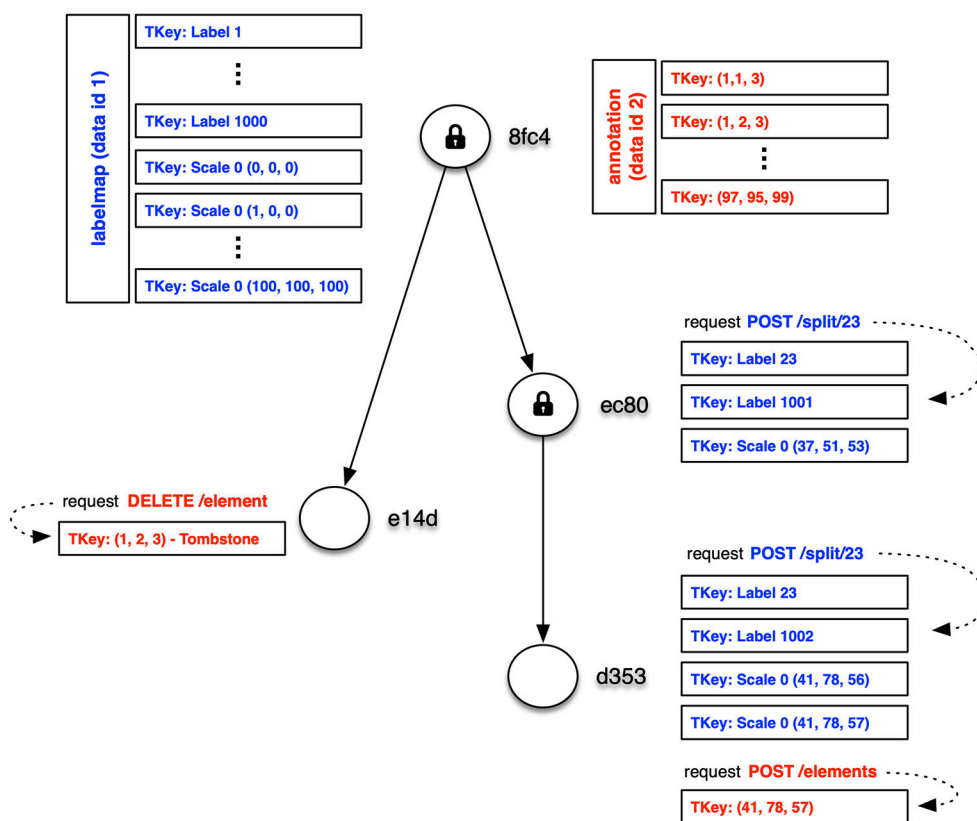 labelmap (data id 1)
TKey: Label 1
TKey: Label 1000
TKey: Scale 0 (0, 0, 0)
TKey: Scale 0 (1, 0, 0)
TKey: Scale 0 (100, 100, 100)
8fc4
annotation
(data id 2)
TKey: (1,1, 3)
TKey: (1, 2, 3)
TKey: (97, 95, 99)
request POST /split/23
TKey: Label 23
TKey: Label 1001
TKey: Scale 0 (37, 51, 53)
ec80
request DELETE /element
TKey: (1, 2, 3) - Tombstone
e14d
request POST /split/23
TKey: Label 23
TKey: Label 1002
TKey: Scale 0 (41, 78, 56)
TKey: Scale 0 (41, 78, 57)
d353
request POST /elements
TKey: (41, 78, 57)